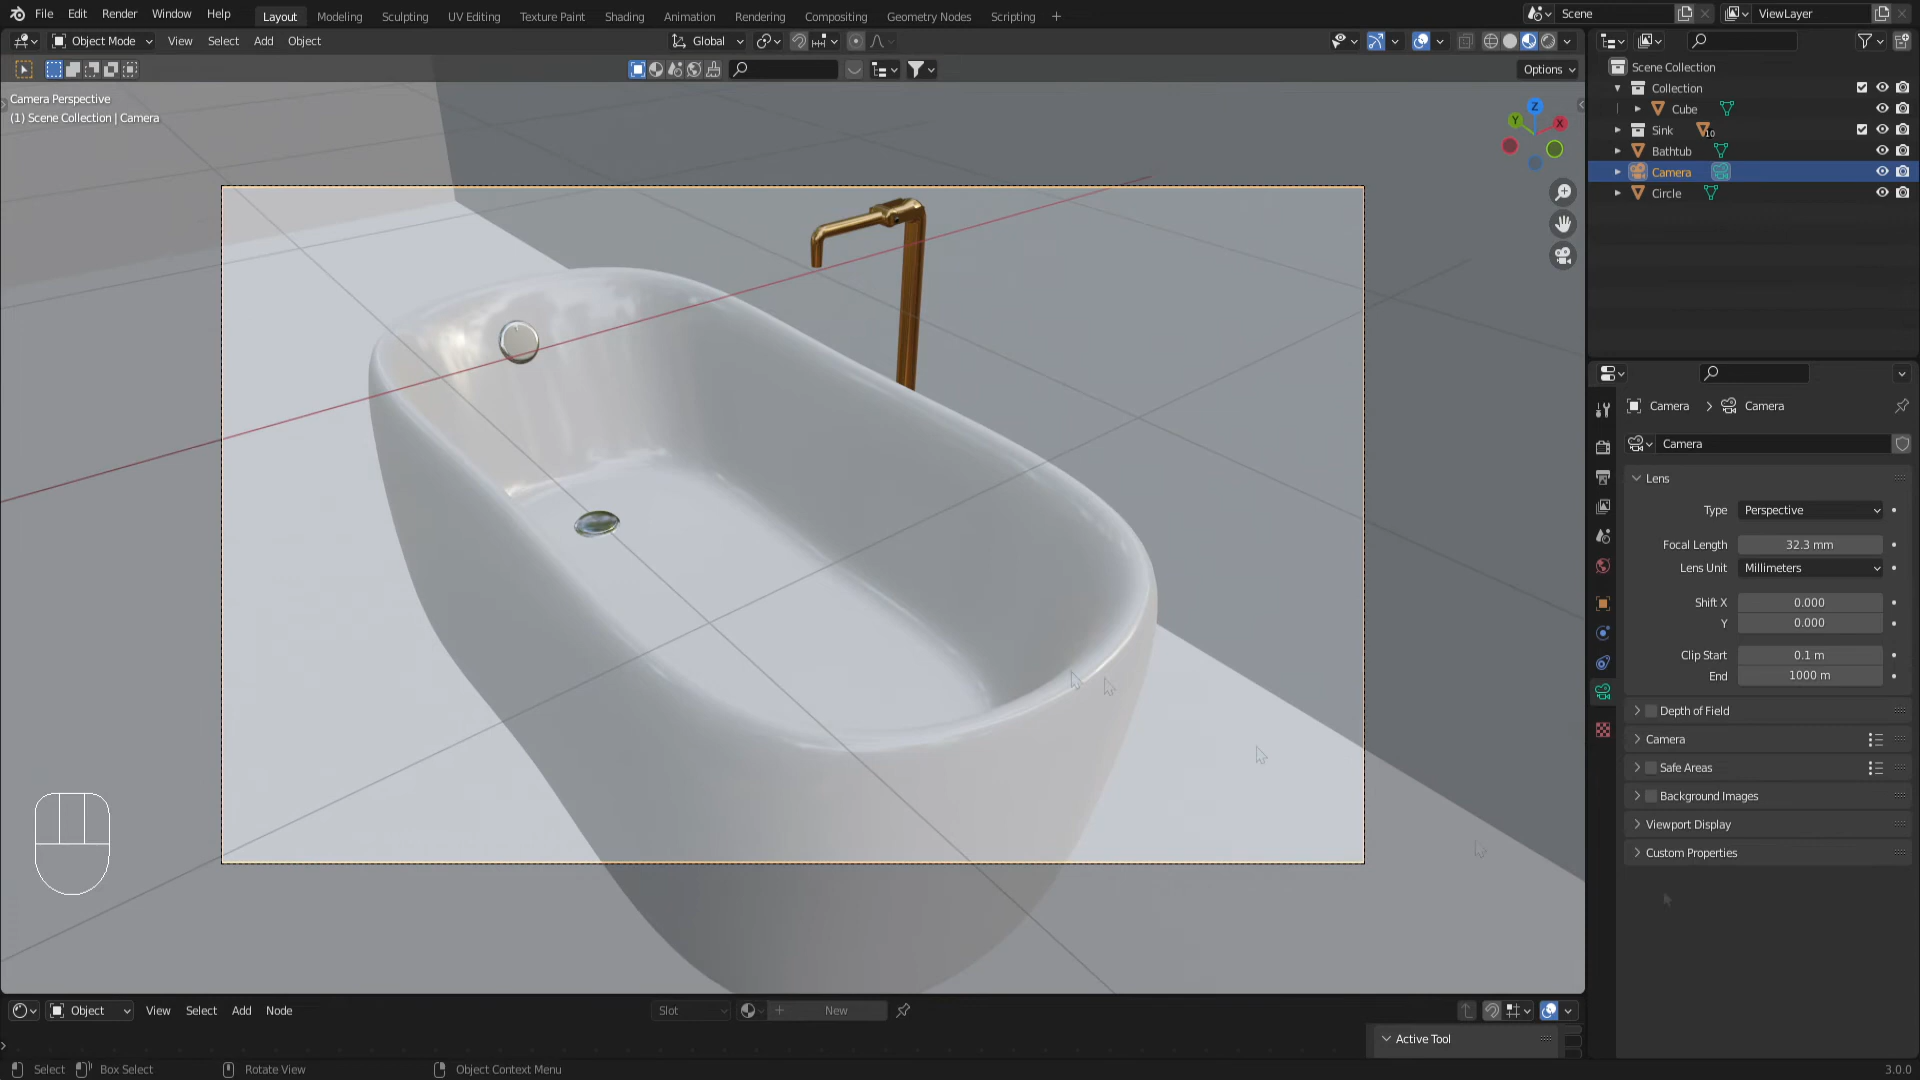 File Edit Render Window Help
Layout Modeling Sculpting UV Editing Texture Paint Shading Animation Rendering Compositing Geometry Nodes Scripting +
Scene
ViewLayer
Object Mode View Select Add Object
Global
Options
Camera Perspective
(1) Scene Collection | Camera
Z
Y
X
Scene Collection
Collection
Cube
Sink 10
Bathtub
Camera
Circle
Camera > Camera
Camera
Lens
Type Perspective
Focal Length 32.3 mm
Lens Unit Millimeters
Shift X 0.000
Y 0.000
Clip Start 0.1 m
End 1000 m
Depth of Field
Camera
Safe Areas
Background Images
Viewport Display
Custom Properties
Object View Select Add Node
Slot
New
Active Tool
Select Box Select Rotate View Object Context Menu
3.0.0